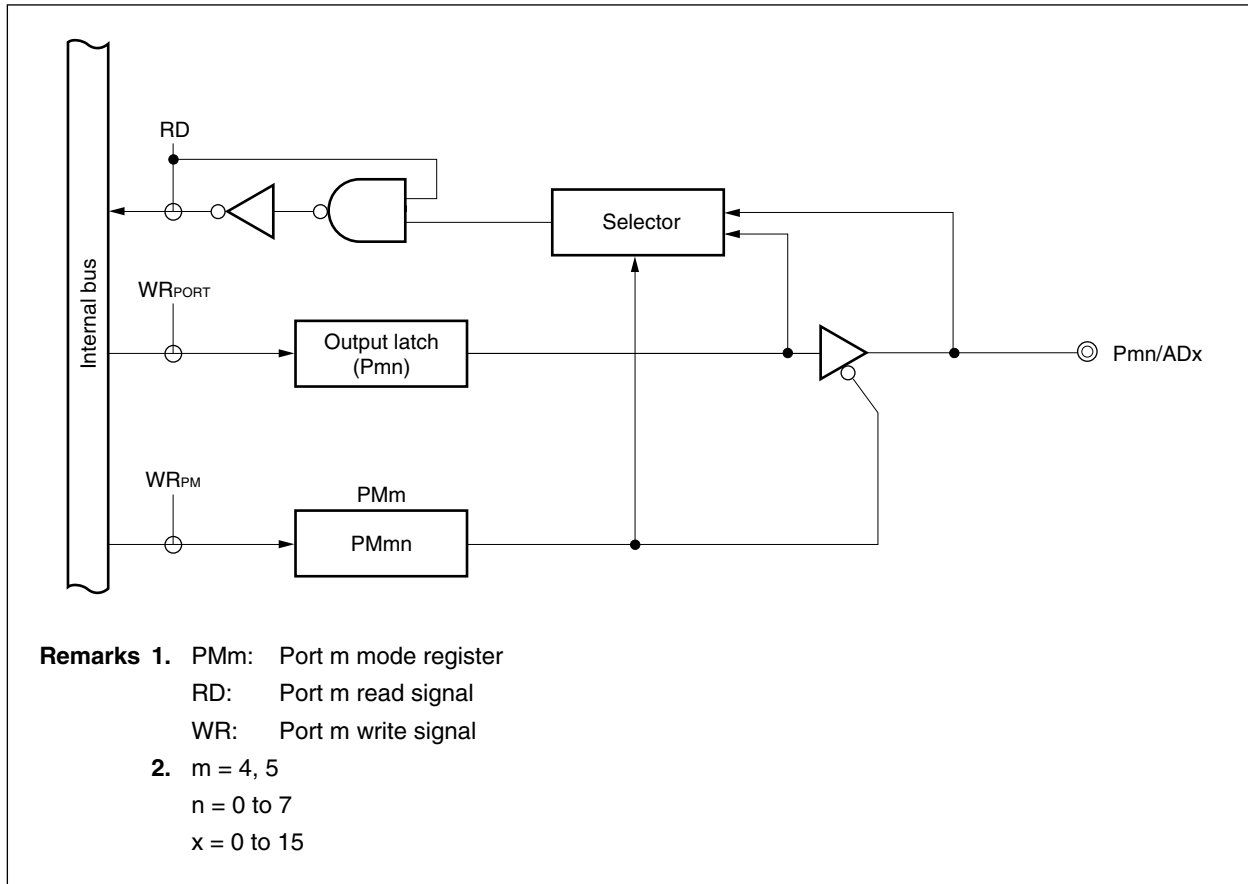 RD
Selector
Internal bus
WRPORT
Output latch
(Pmn)
Pmn/ADx
WRPM
PMm
PMmn
Remarks 1. PMm: Port m mode register
RD: Port m read signal
WR: Port m write signal
2. m = 4, 5
n = 0 to 7
x = 0 to 15